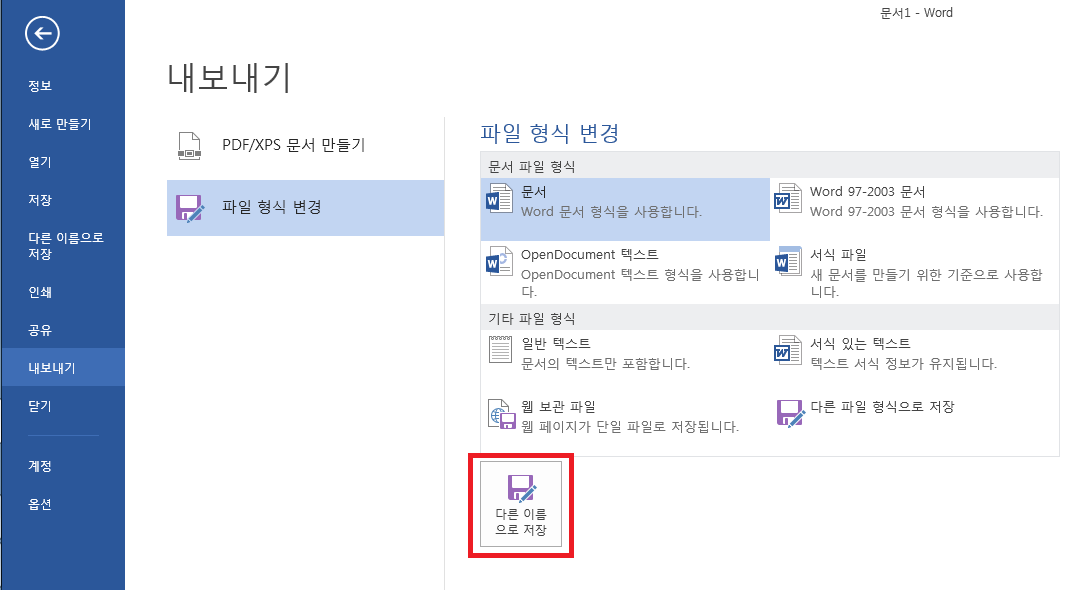 문서1 - Word
정보
새로 만들기
열기
저장
다른 이름으로
저장
인쇄
공유
내보내기
닫기
계정
옵션
내보내기
PDF/XPS 문서 만들기
파일 형식 변경
파일 형식 변경
문서 파일 형식
문서
Word 문서 형식을 사용합니다.
Word 97-2003 문서
Word 97-2003 문서 형식을 사용합니다.
OpenDocument 텍스트
OpenDocument 텍스트 형식을 사용합니
다.
서식 파일
새 문서를 만들기 위한 기준으로 사용합
니다.
기타 파일 형식
일반 텍스트
문서의 텍스트만 포함합니다.
서식 있는 텍스트
텍스트 서식 정보가 유지됩니다.
웹 보관 파일
웹 페이지가 단일 파일로 저장됩니다.
다른 파일 형식으로 저장
다른 이름
으로 저장